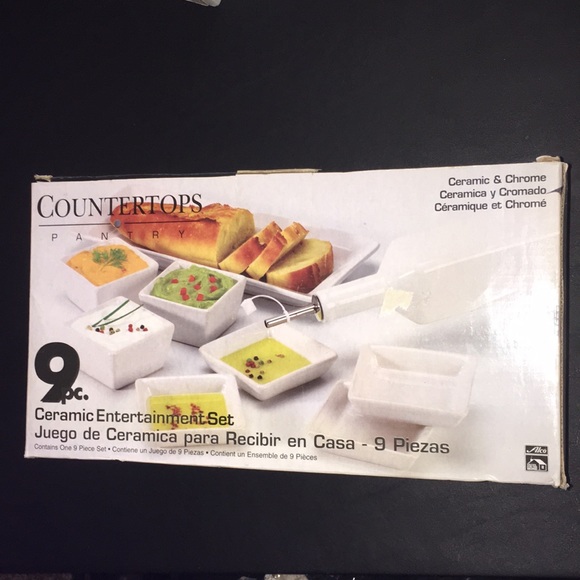 COUNTERTOPS
PANTRY
Ceramic & Chrome
Ceramica y Cromado
Céramique et Chromé
9pc.
Ceramic Entertainment Set
Juego de Ceramica para Recibir en Casa - 9 Piezas
Contains One 9 Piece Set • Contiene un Juego de 9 Piezas • Contient un Ensemble de 9 Pièces
Alco